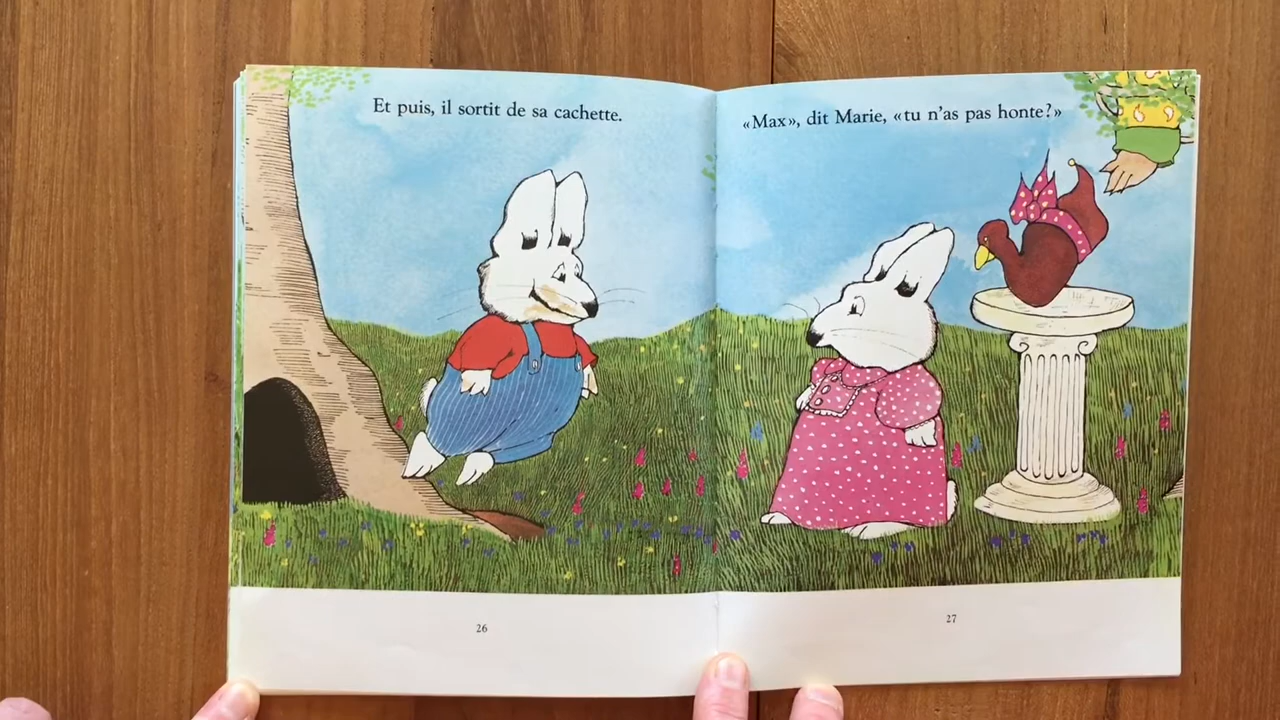 Et puis, il sortit de sa cachette.
«Max», dit Marie, «tu n'as pas honte?»
26
27